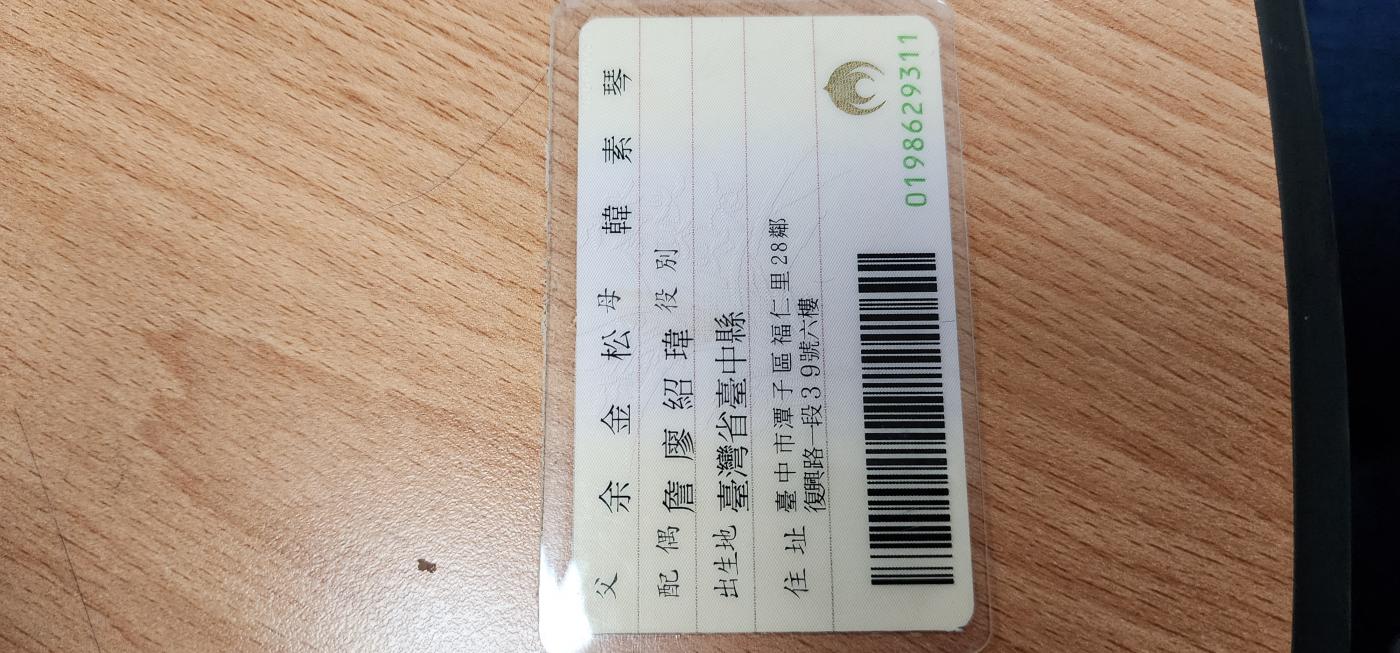 父 余金松 母 韓素琴
配偶 詹廖紹瑋 役別
出生地 臺灣省臺中縣
住址 臺中市潭子區福仁里28鄰
復興路一段39號六樓
0198629311